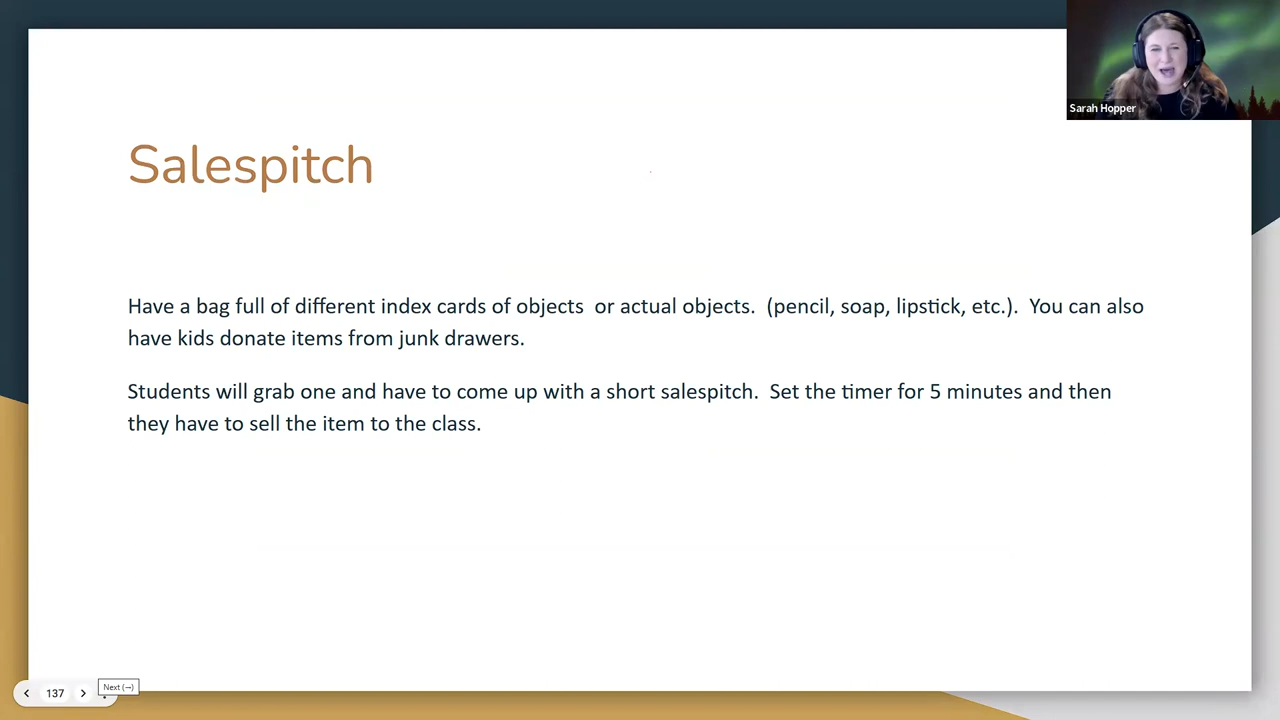 Sarah Hopper
Salespitch
Have a bag full of different index cards of objects  or actual objects.  (pencil, soap, lipstick, etc.).  You can also
have kids donate items from junk drawers.
Students will grab one and have to come up with a short salespitch.  Set the timer for 5 minutes and then
they have to sell the item to the class.
Next (→)
137